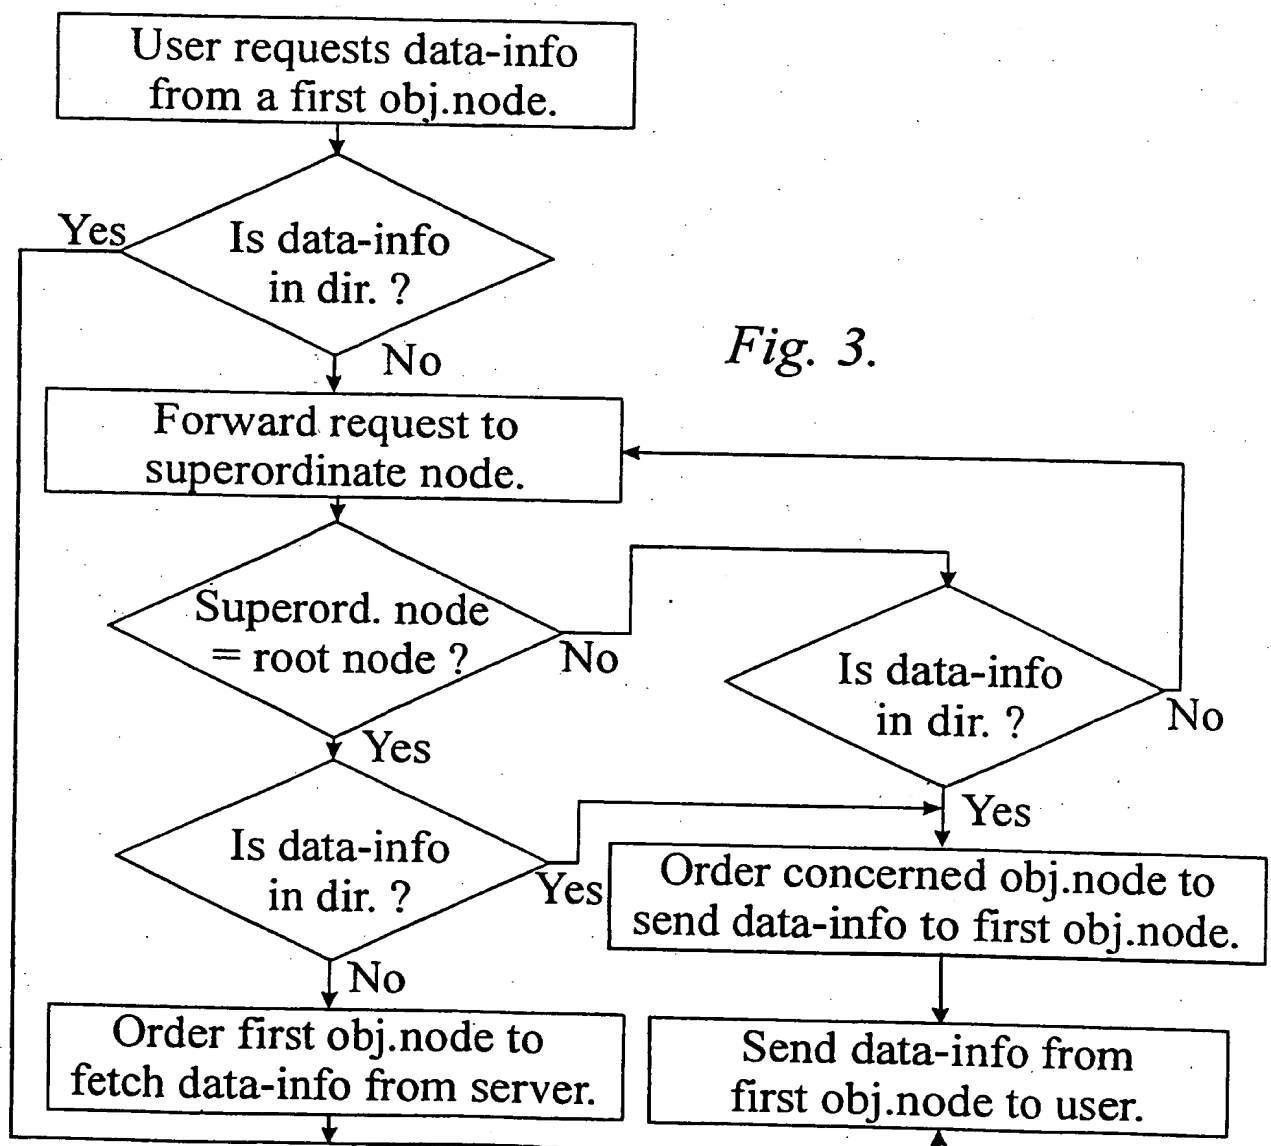 User requests data-info
from a first obj.node.
Yes
Is data-info
in dir. ?
No
Fig. 3.
Forward request to
superordinate node.
Superord. node
= root node ?
No
Is data-info
in dir. ?
No
Yes
Is data-info
in dir. ?
Yes
Yes
Order concerned obj.node to
send data-info to first obj.node.
No
Order first obj.node to
fetch data-info from server.
Send data-info from
first obj.node to user.